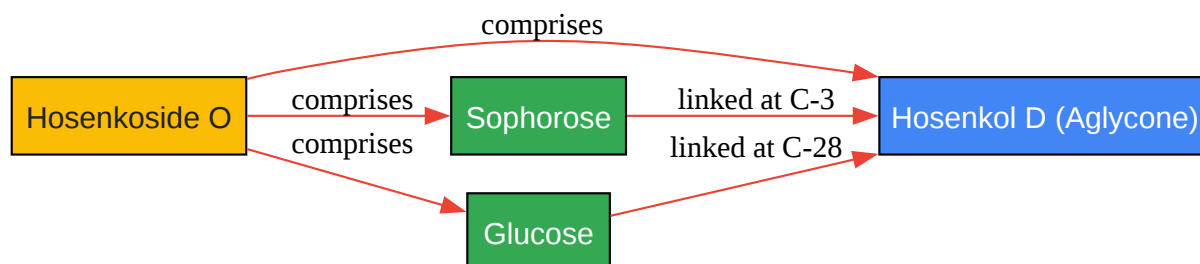 comprises
Hosenkoside O
comprises
Sophorose
linked at C-3
Hosenkol D (Aglycone)
comprises
linked at C-28
Glucose